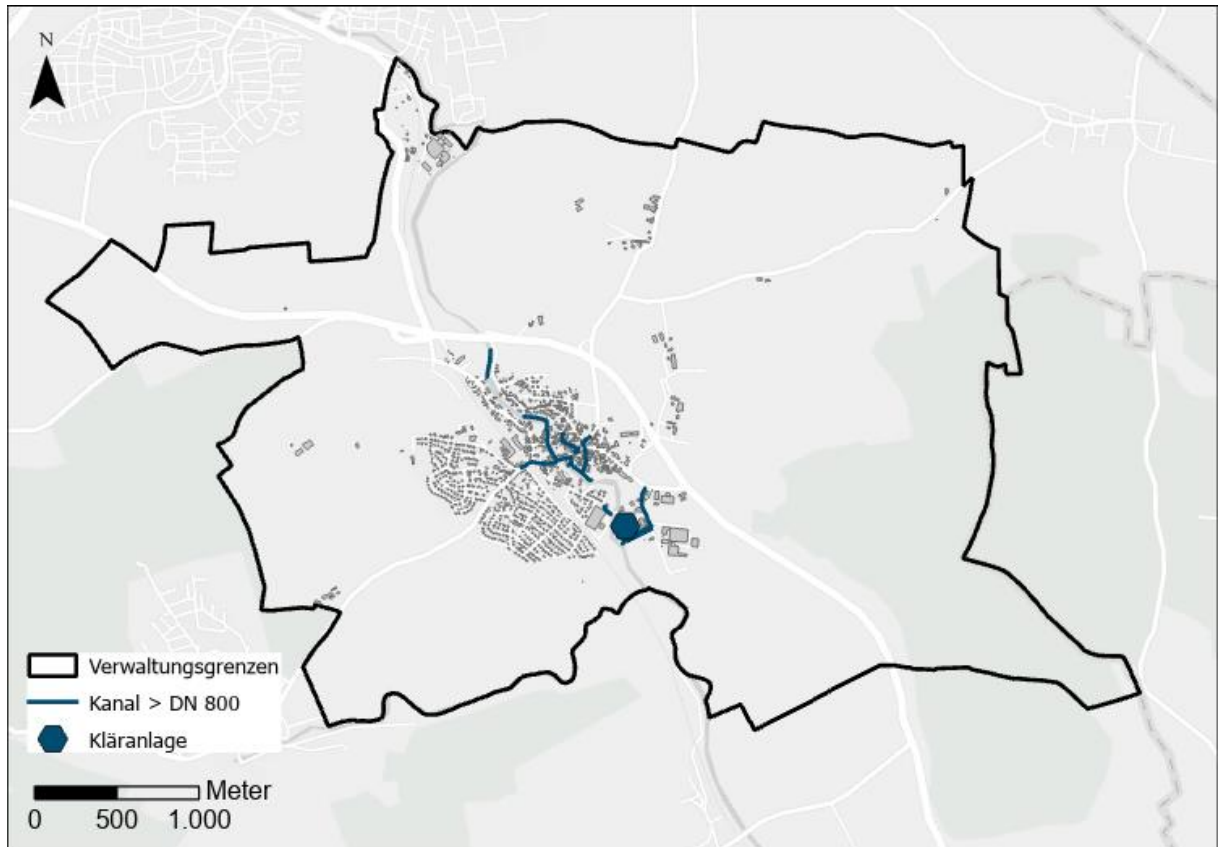 N
Verwaltungsgrenzen
Kanal > DN 800
Kläranlage
Meter
0 500 1.000